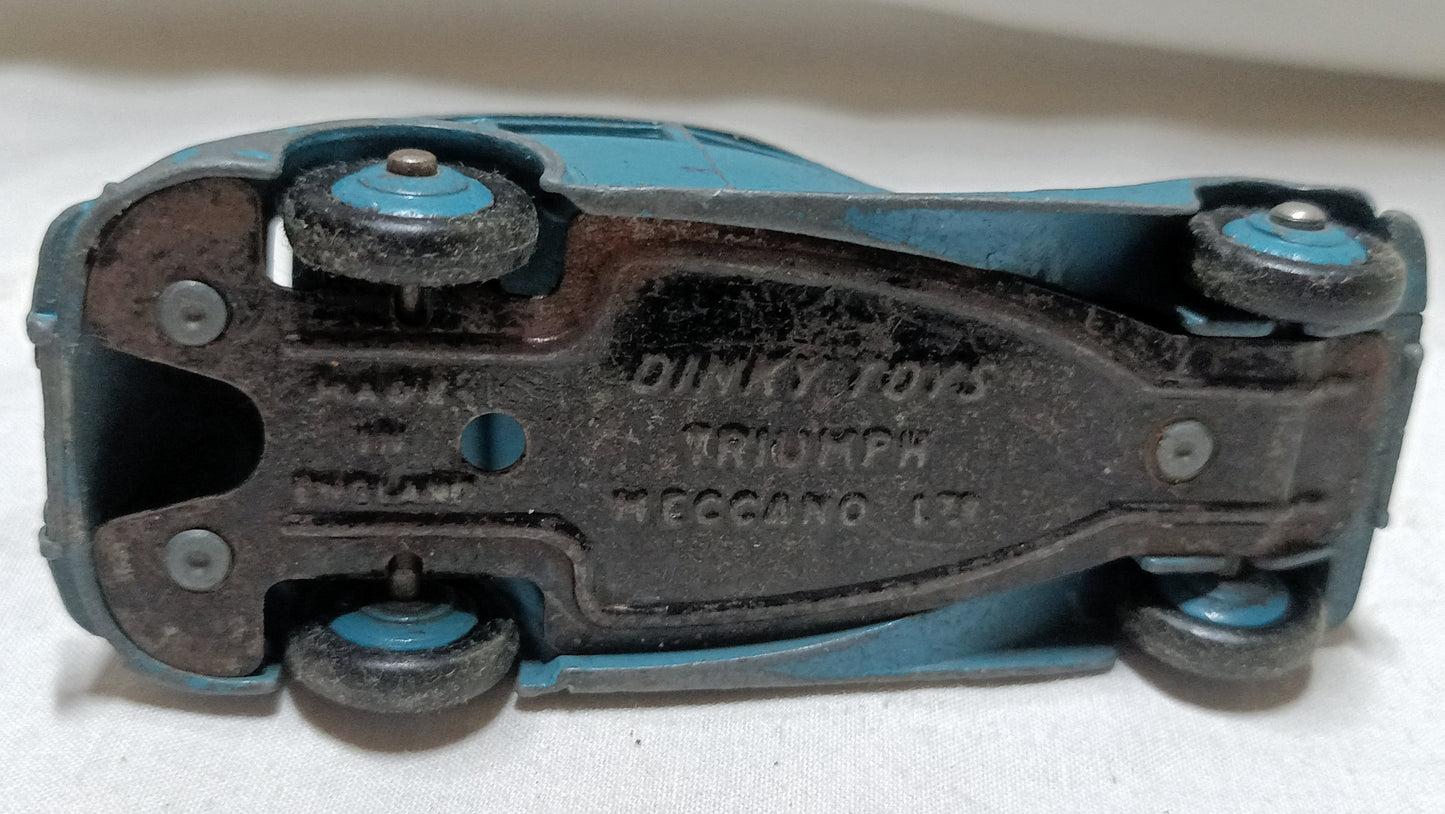 MADE
IN
ENGLAND
DINKY TOYS
TRIUMPH
MECCANO LTD